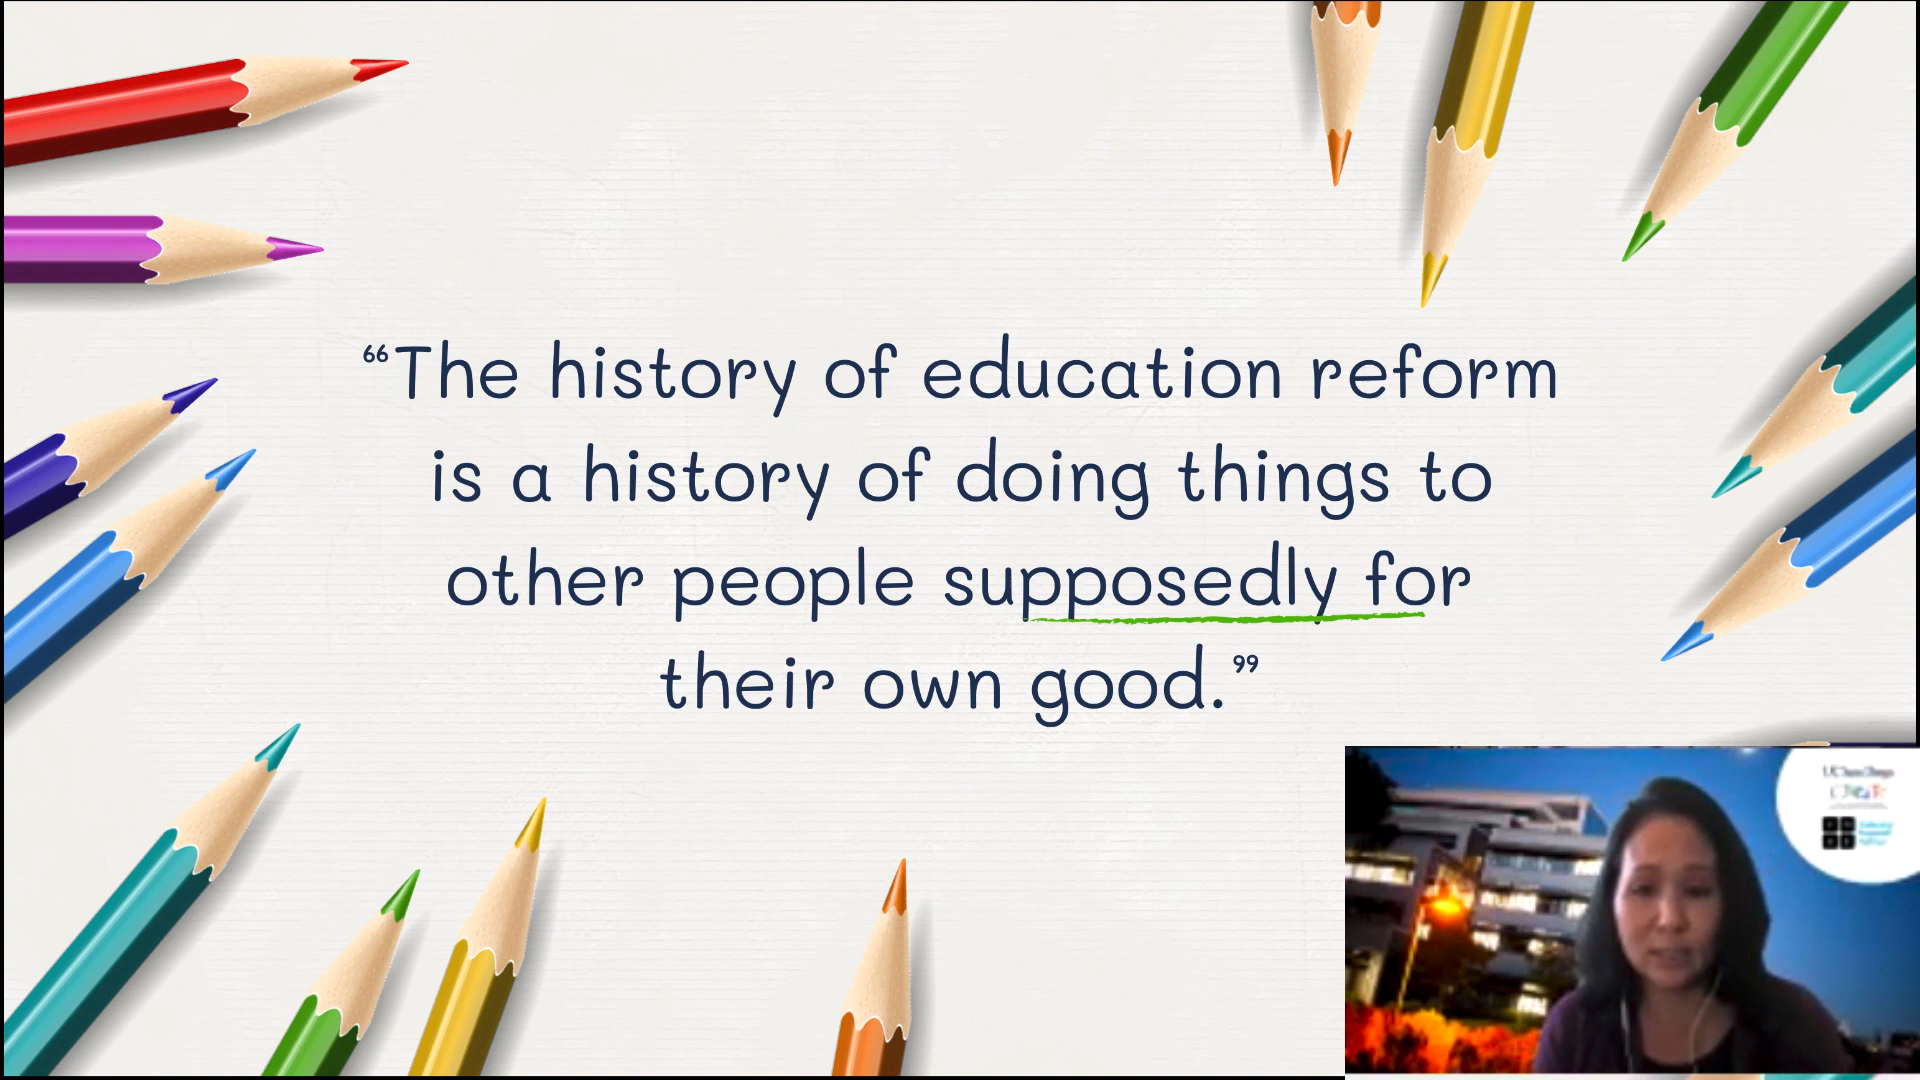 “The history of education reform
is a history of doing things to
other people supposedly for
their own good.”